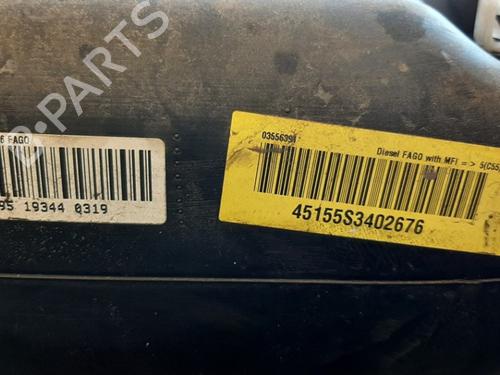 B-PARTS
6 FAGO
95 19344 0319
03556391
Diesel FAGO with MFI = > 5(C55)
45155S3402676